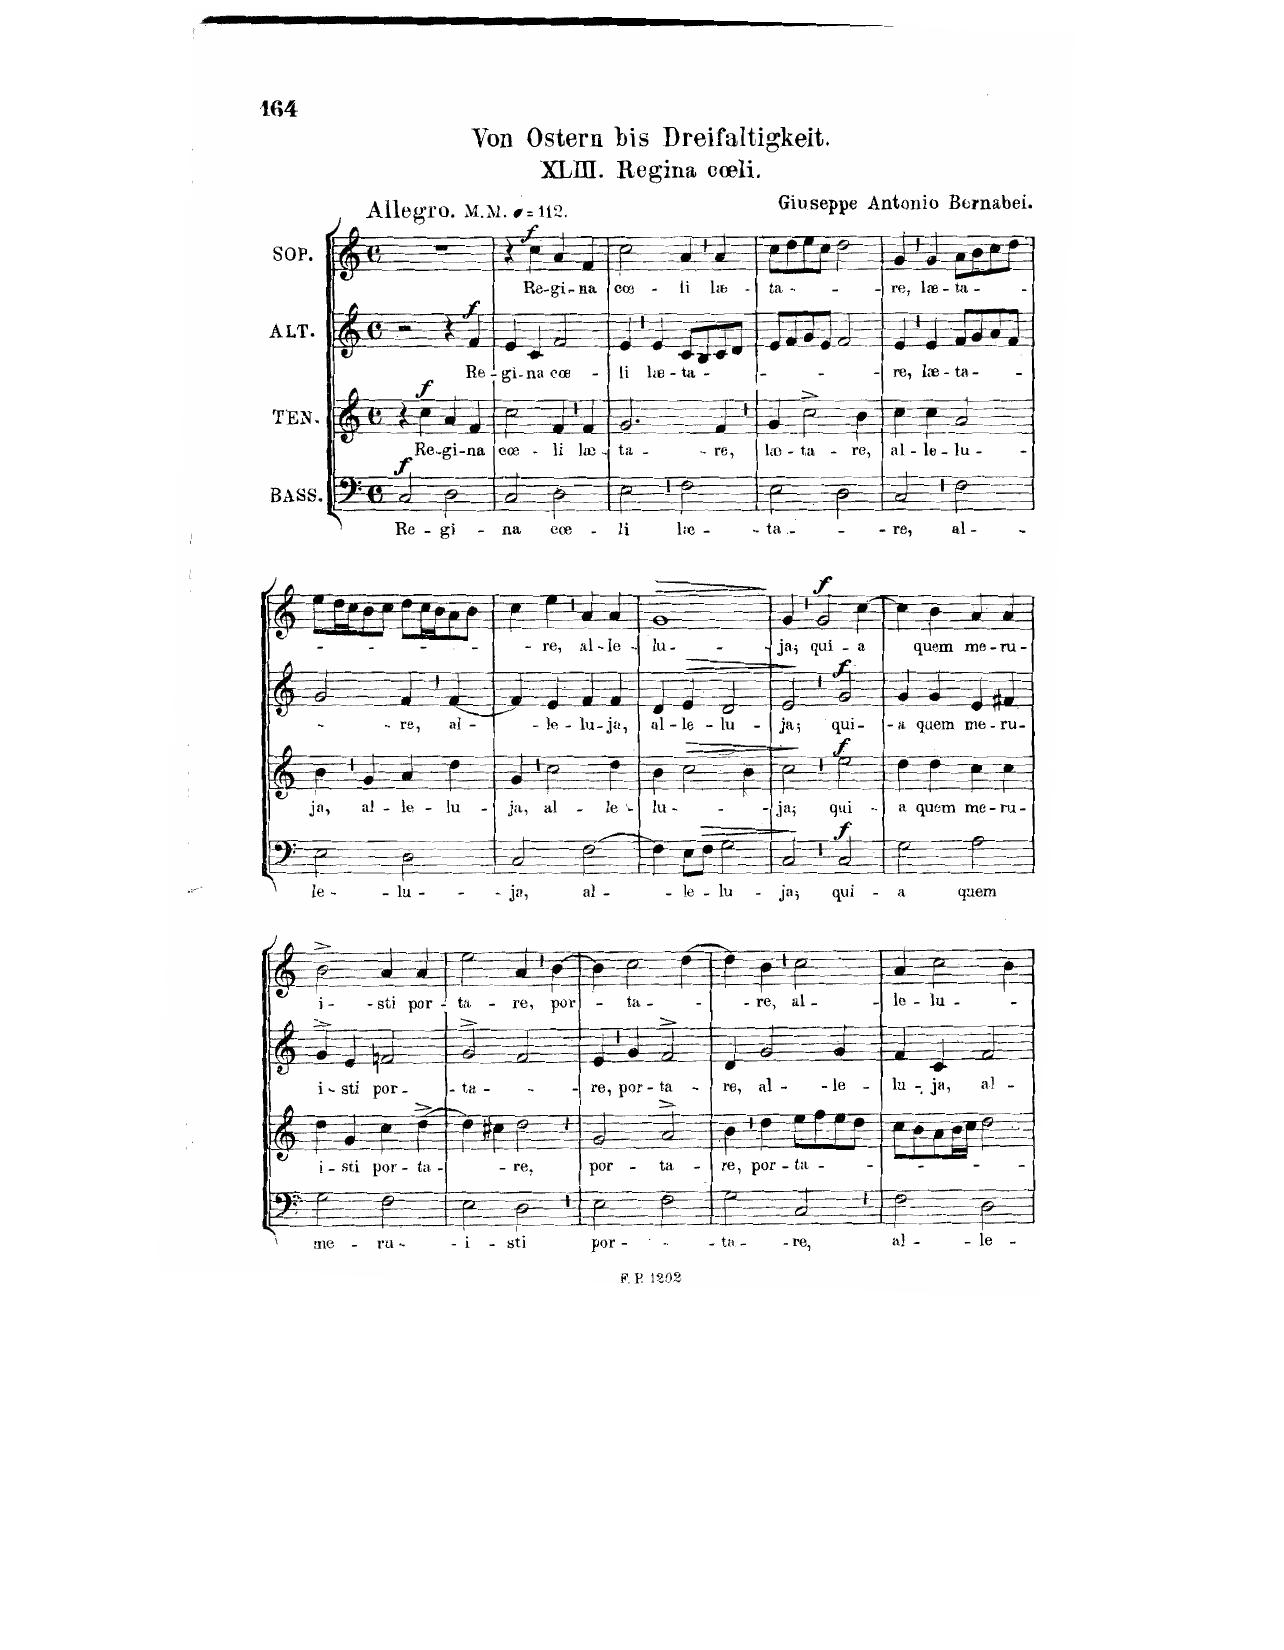 164
Von Ostern bis Dreifaltigkeit.
XLIII. Regina cœli.
Allegro. M.M. = 112.
Giuseppe Antonio Bernabei.
SOP.
f
Re-gi-na cœ - li læ - ta - - - re, læ - ta - -
ALT.
f
Re - gi-na cœ - li læ - ta - - - - - re, læ - ta - -
TEN.
f
Re-gi-na cœ - li læ - ta - - re, læ - ta - re, al - le - lu - -
BASS.
f
Re - gi - na cœ - li læ - - ta - - - re, al - -
f
- - - - - - re, al - le - lu - - - ja; qui - a quem me - ru -
f
- - re, al - - le - lu - ja, al - le - lu - ja; qui - - a quem me - ru -
f
ja, al - le - lu - ja, al - le - lu - - - ja; qui - a quem me - ru -
f
le - - lu - - - ja, al - - le - lu - ja; qui - a quem
i - - sti por - ta - re, por - ta - - - re, al - - le - lu - -
i - sti por - - ta - - - re, por - ta - re, al - - le - lu - ja, al -
i - sti por - ta - - - re, por - ta - re, por - ta - - - - - -
me - ru - - i - sti por - - - ta - - re, al - - le -
F. P. 1202